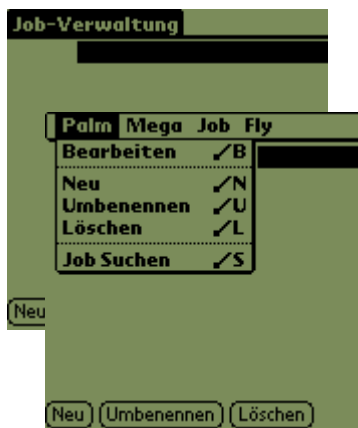 Job-Verwaltung
Palm Mega Job Fly
Bearbeiten /B
Neu /N
Umbenennen /U
Löschen /L
Job Suchen /S
Neu
Neu Umbenennen Löschen